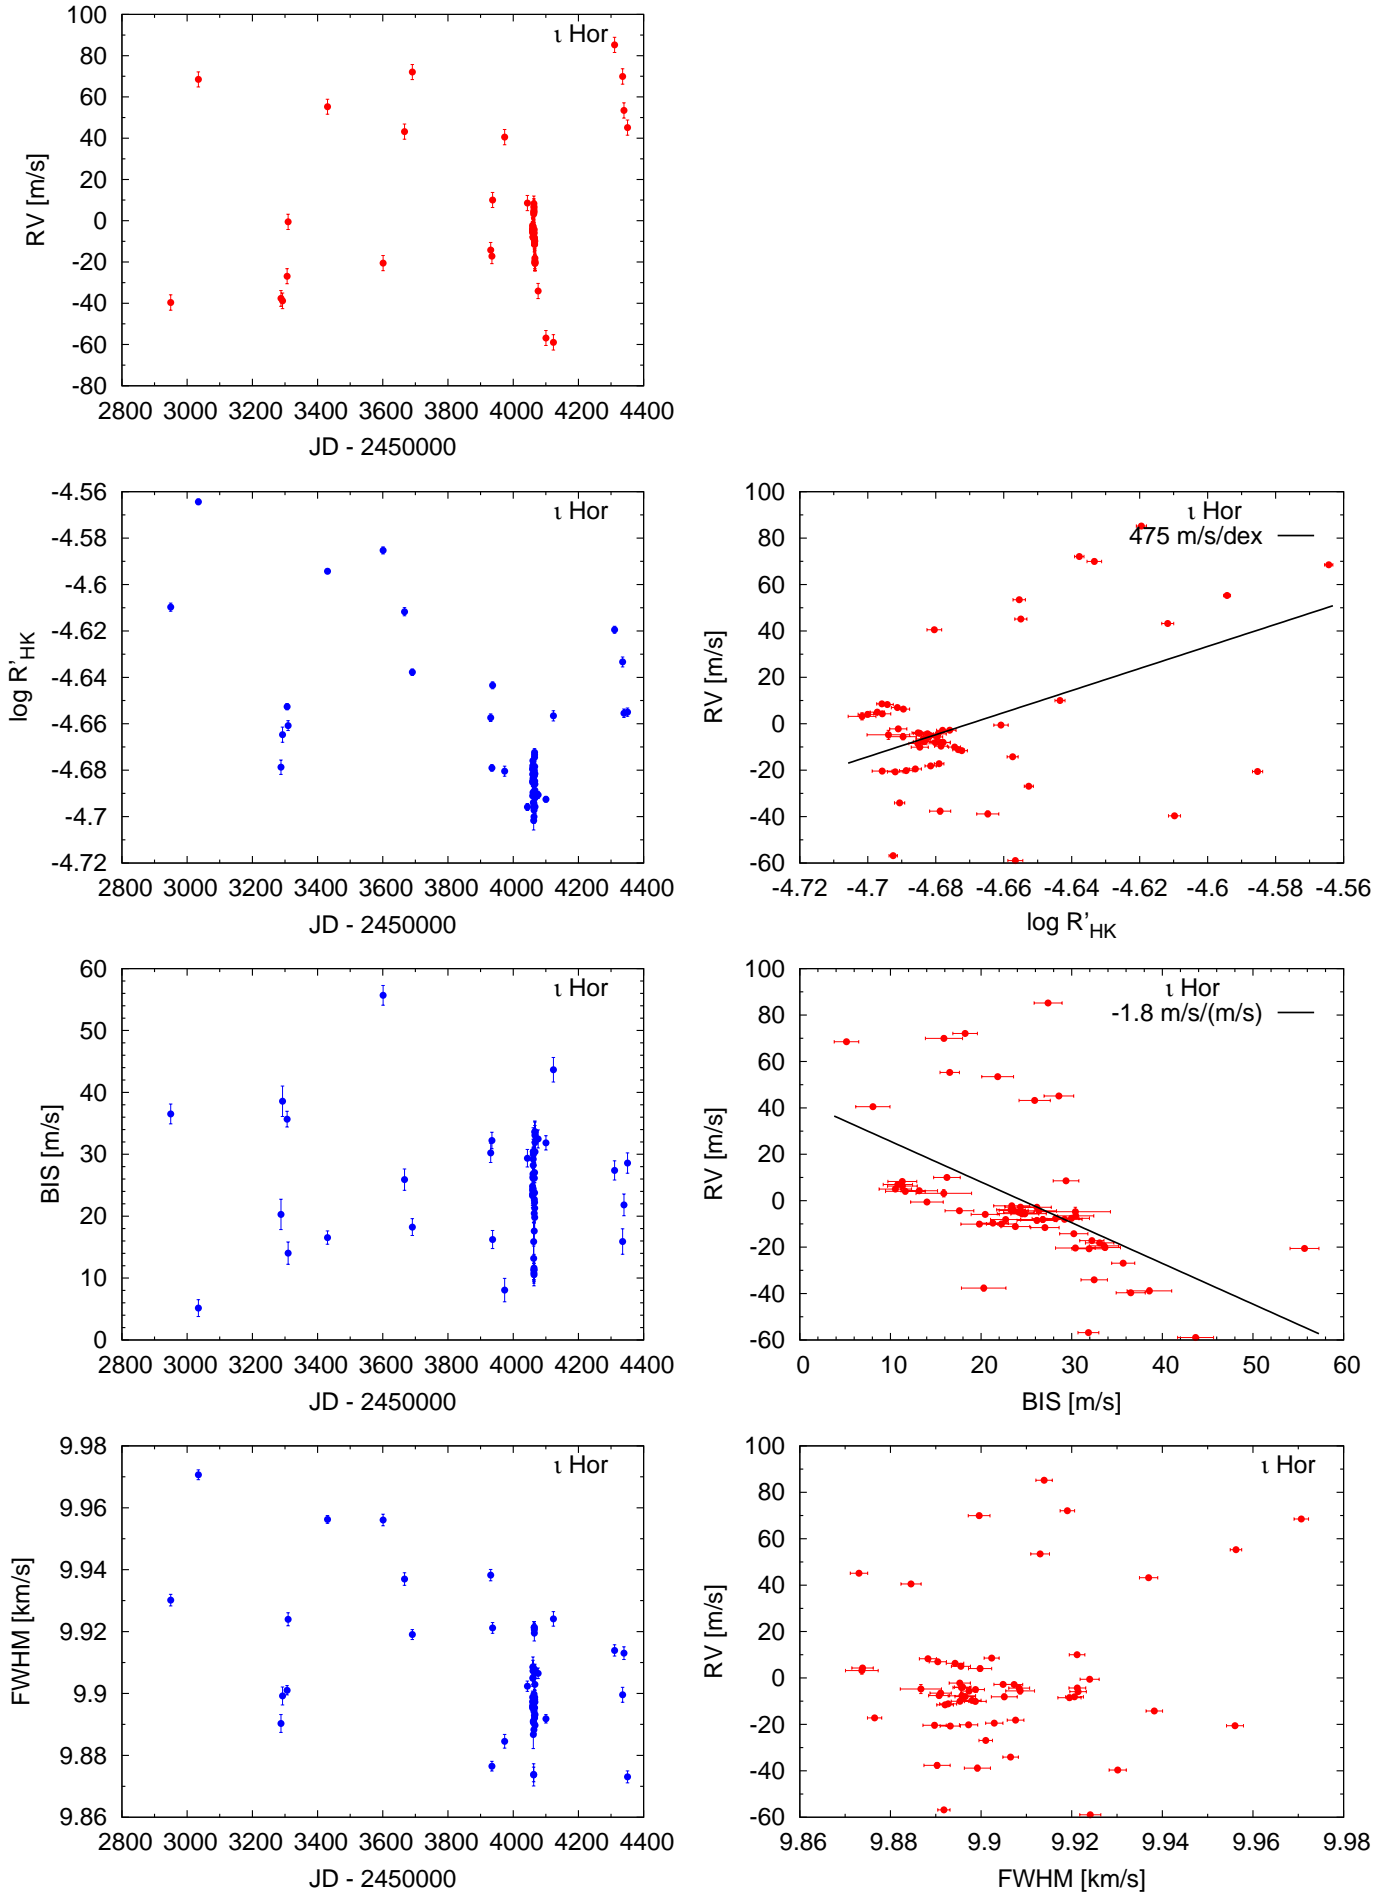 100
80
60
40
20
0
-20
-40
-60
-80
RV [m/s]
ι Hor
2800 3000 3200 3400 3600 3800 4000 4200 4400
JD - 2450000
-4.56
-4.58
-4.6
-4.62
-4.64
-4.66
-4.68
-4.7
-4.72
log R'HK
ι Hor
2800 3000 3200 3400 3600 3800 4000 4200 4400
JD - 2450000
100
80
60
40
20
0
-20
-40
-60
RV [m/s]
ι Hor
475 m/s/dex
-4.72 -4.7 -4.68 -4.66 -4.64 -4.62 -4.6 -4.58 -4.56
log R'HK
60
50
40
30
20
10
0
BIS [m/s]
ι Hor
2800 3000 3200 3400 3600 3800 4000 4200 4400
JD - 2450000
100
80
60
40
20
0
-20
-40
-60
RV [m/s]
ι Hor
-1.8 m/s/(m/s)
0 10 20 30 40 50 60
BIS [m/s]
9.98
9.96
9.94
9.92
9.9
9.88
9.86
FWHM [km/s]
ι Hor
2800 3000 3200 3400 3600 3800 4000 4200 4400
JD - 2450000
100
80
60
40
20
0
-20
-40
-60
RV [m/s]
ι Hor
9.86 9.88 9.9 9.92 9.94 9.96 9.98
FWHM [km/s]